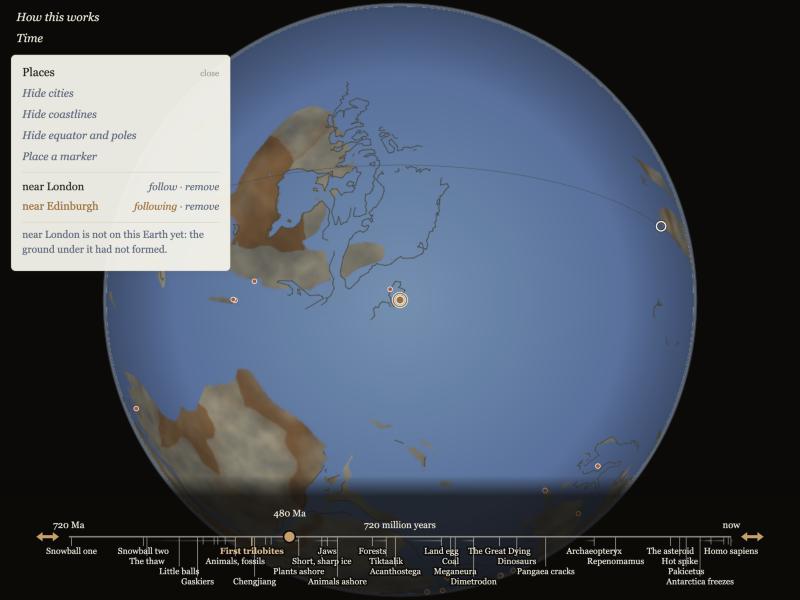 How this works
Time
Places close
Hide cities
Hide coastlines
Hide equator and poles
Place a marker
near London follow · remove
near Edinburgh following · remove
near London is not on this Earth yet: the
ground under it had not formed.
480 Ma
720 Ma 720 million years now
Snowball one Snowball two First trilobites Jaws Forests Land egg The Great Dying Archaeopteryx The asteroid Homo sapiens
The thaw Animals, fossils Short, sharp ice Tiktaalik Coal Dinosaurs Repenomamus Hot spike
Little balls Plants ashore Acanthostega Meganeura Pangaea cracks Pakicetus
Gaskiers Chengjiang Animals ashore Dimetrodon Antarctica freezes